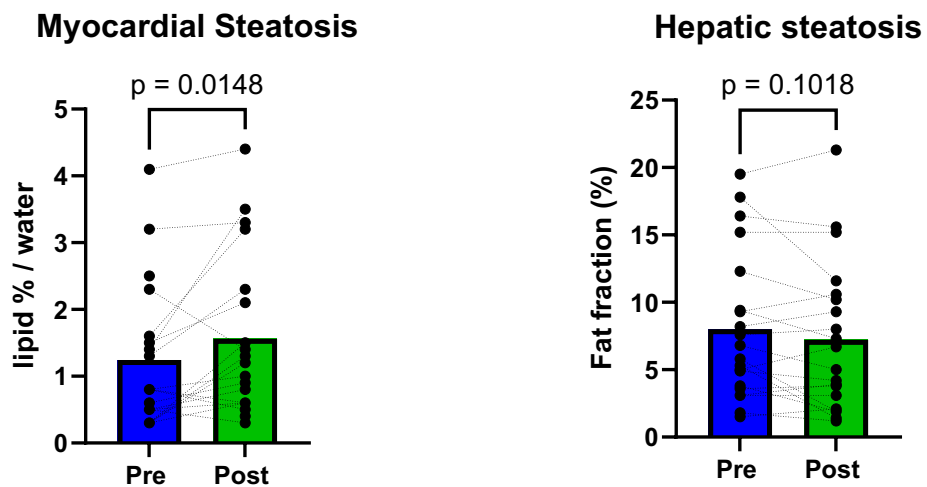 Myocardial Steatosis
p = 0.0148
5
4
3
2
1
0
lipid % / water
Pre
Post
Hepatic steatosis
p = 0.1018
25
20
15
10
5
0
Fat fraction (%)
Pre
Post